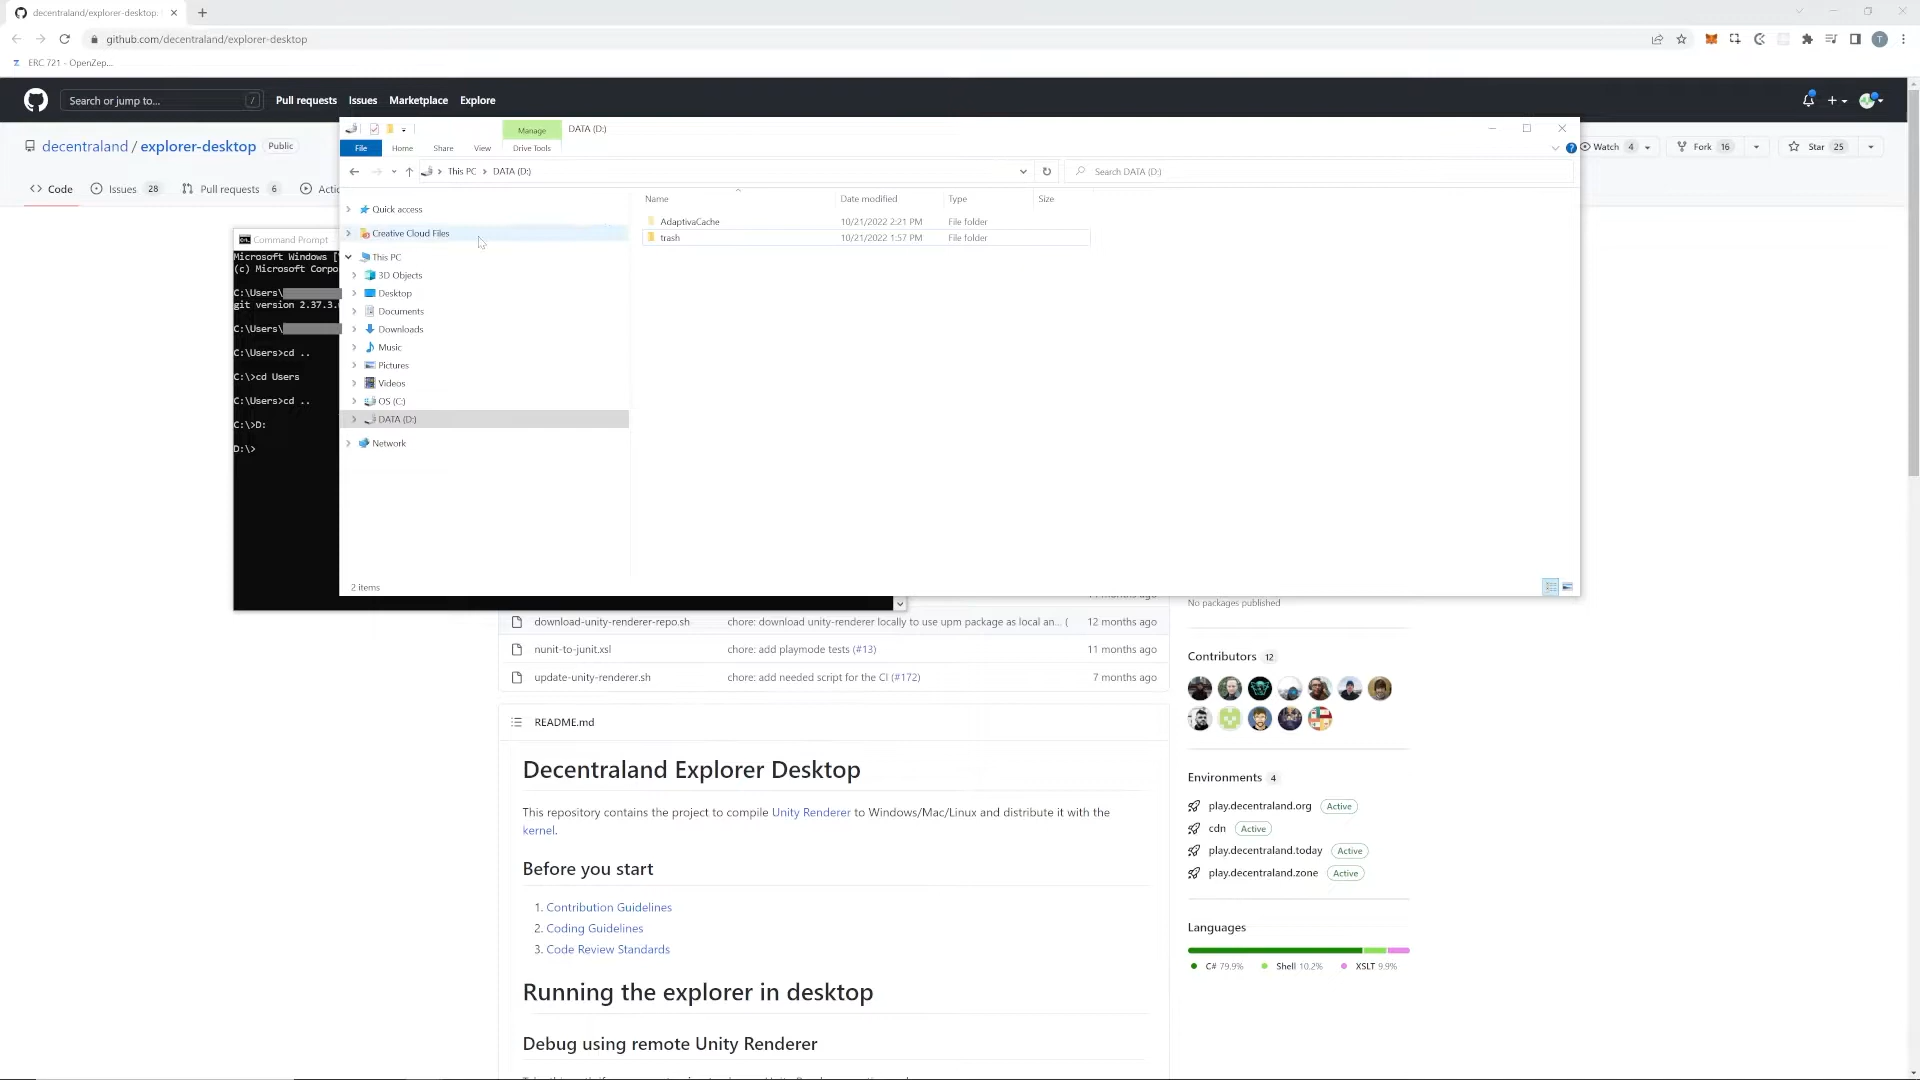 decentraland/explorer-desktop:
github.com/decentraland/explorer-desktop
ERC 721 - OpenZep...
Search or jump to...
/
Pull requests
Issues
Marketplace
Explore
decentraland / explorer-desktop
Public
Watch 4
Fork 16
Star 25
Code
Issues 28
Pull requests 6
Manage
DATA (D:)
File
Home
Share
View
Drive Tools
This PC
DATA (D:)
Search DATA (D:)
Quick access
Creative Cloud Files
This PC
3D Objects
Desktop
Documents
Downloads
Music
Pictures
Videos
OS (C:)
DATA (D:)
Network
Name
Date modified
Type
Size
AdaptivaCache
10/21/2022 2:21 PM
File folder
trash
10/21/2022 1:57 PM
File folder
2 items
Command Prompt
Microsoft Windows [
(c) Microsoft Corpo
C:\Users\
git version 2.37.3.
C:\Users\
C:\Users>cd ..
C:\>cd Users
C:\Users>cd ..
C:\>D:
D:\>
download-unity-renderer-repo.sh
chore: download unity-renderer locally to use upm package as local an... (
12 months ago
nunit-to-junit.xsl
chore: add playmode tests (#13)
11 months ago
update-unity-renderer.sh
chore: add needed script for the CI (#172)
7 months ago
README.md
Decentraland Explorer Desktop
This repository contains the project to compile Unity Renderer to Windows/Mac/Linux and distribute it with the
kernel.
Before you start
1. Contribution Guidelines
2. Coding Guidelines
3. Code Review Standards
Running the explorer in desktop
Debug using remote Unity Renderer
No packages published
Contributors 12
Environments 4
play.decentraland.org Active
cdn Active
play.decentraland.today Active
play.decentraland.zone Active
Languages
C# 79.9%
Shell 10.2%
XSLT 9.9%